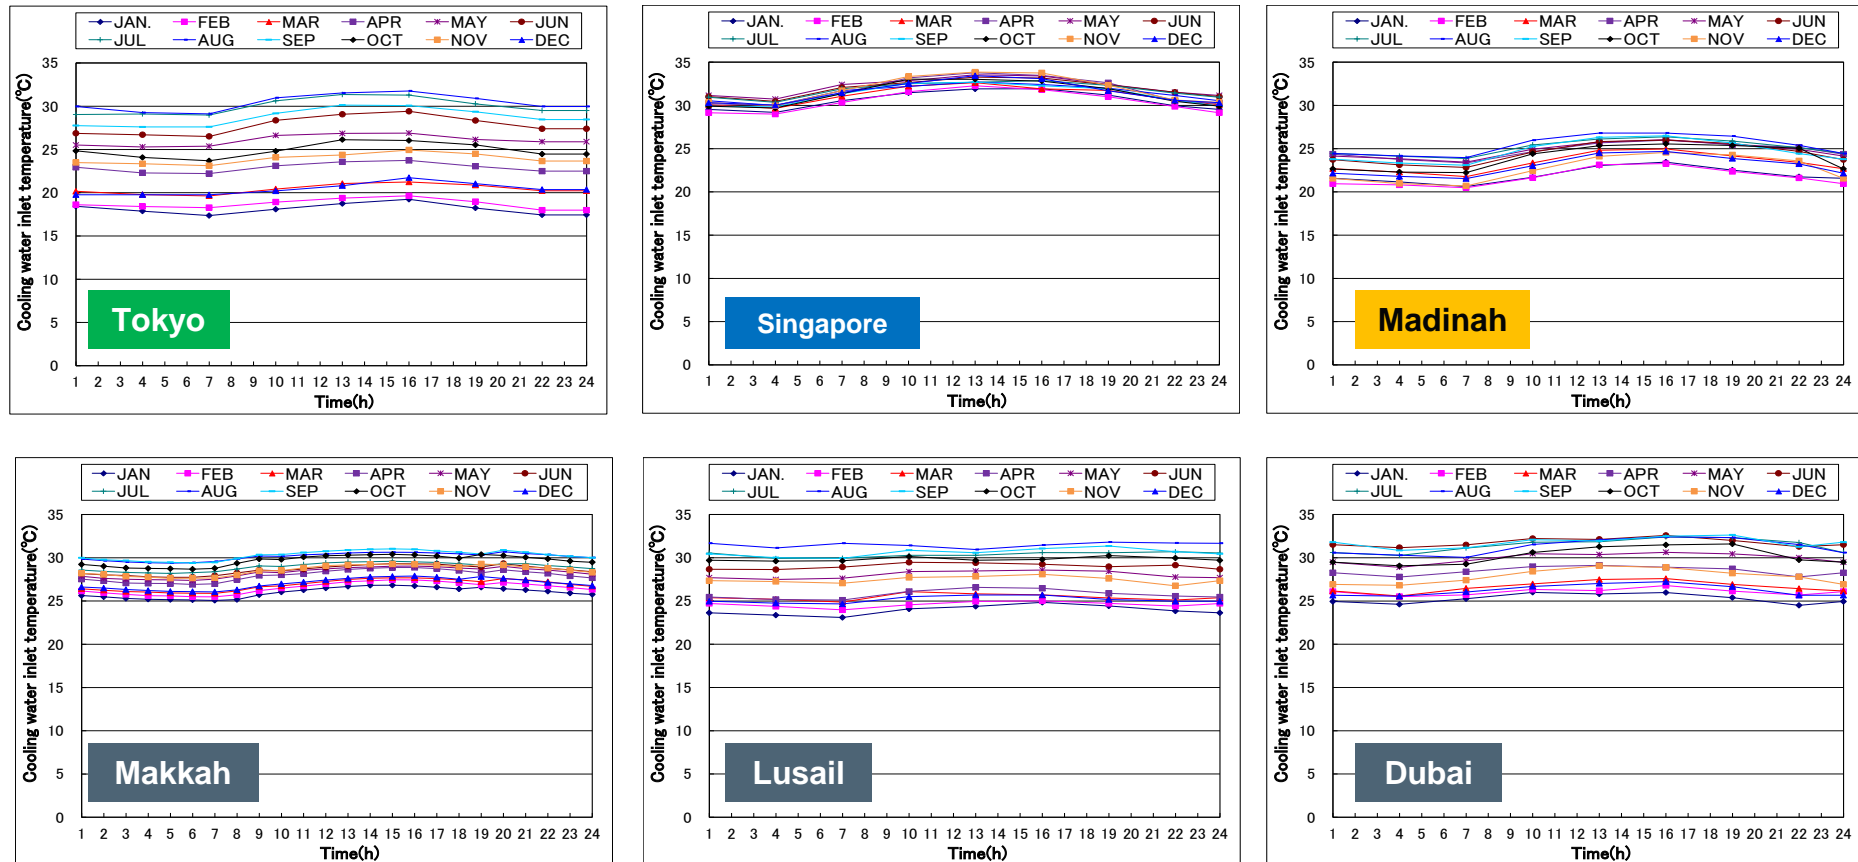 JAN. FEB MAR APR MAY JUN
JUL AUG SEP OCT NOV DEC
Cooling water inlet temperature(℃)
35
30
25
20
15
10
5
0
Tokyo
1 2 3 4 5 6 7 8 9 10 11 12 13 14 15 16 17 18 19 20 21 22 23 24
Time(h)
JAN. FEB MAR APR MAY JUN
JUL AUG SEP OCT NOV DEC
Cooling water inlet temperature(℃)
35
30
25
20
15
10
5
0
Singapore
1 2 3 4 5 6 7 8 9 10 11 12 13 14 15 16 17 18 19 20 21 22 23 24
Time(h)
JAN. FEB MAR APR MAY JUN
JUL AUG SEP OCT NOV DEC
Cooling water inlet temperature(℃)
35
30
25
20
15
10
5
0
Madinah
1 2 3 4 5 6 7 8 9 10 11 12 13 14 15 16 17 18 19 20 21 22 23 24
Time(h)
JAN FEB MAR APR MAY JUN
JUL AUG SEP OCT NOV DEC
Cooling water inlet temperature(℃)
35
30
25
20
15
10
5
0
Makkah
1 2 3 4 5 6 7 8 9 10 11 12 13 14 15 16 17 18 19 20 21 22 23 24
Time(h)
JAN. FEB MAR APR MAY JUN
JUL AUG SEP OCT NOV DEC
Cooling water inlet temperature(℃)
35
30
25
20
15
10
5
0
Lusail
1 2 3 4 5 6 7 8 9 10 11 12 13 14 15 16 17 18 19 20 21 22 23 24
Time(h)
JAN. FEB MAR APR MAY JUN
JUL AUG SEP OCT NOV DEC
Cooling water inlet temperature(℃)
35
30
25
20
15
10
5
0
Dubai
1 2 3 4 5 6 7 8 9 10 11 12 13 14 15 16 17 18 19 20 21 22 23 24
Time(h)